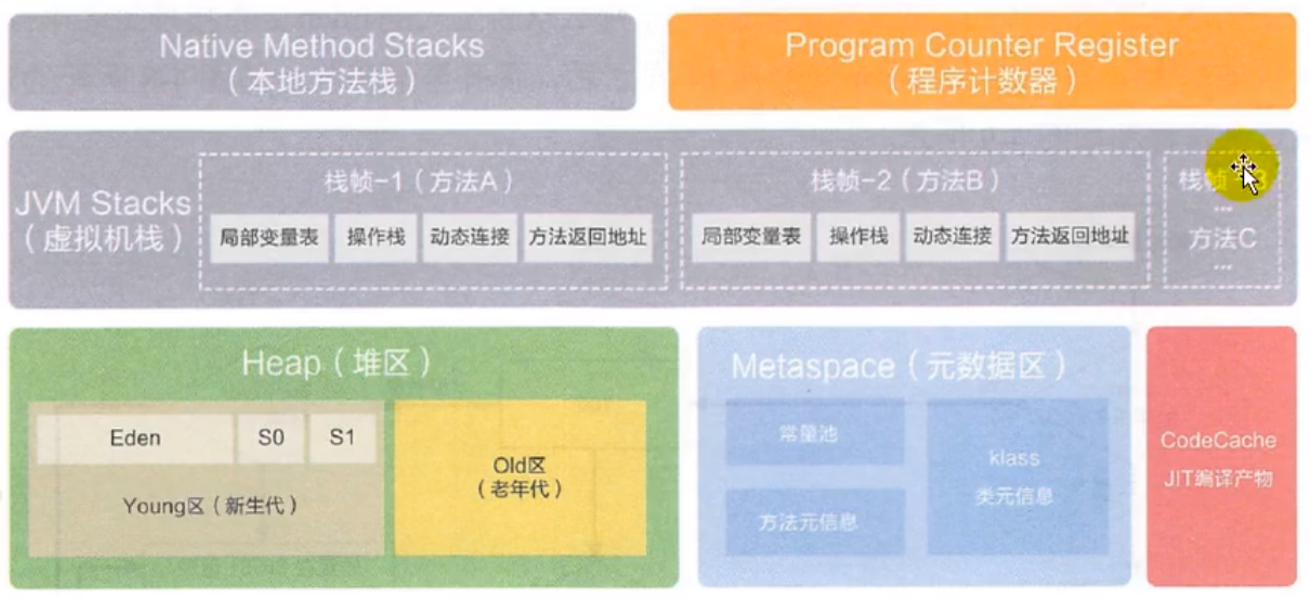 Native Method Stacks
（本地方法栈）
Program Counter Register
（程序计数器）
JVM Stacks
（虚拟机栈）
栈帧-1（方法A）
局部变量表
操作栈
动态连接
方法返回地址
栈帧-2（方法B）
局部变量表
操作栈
动态连接
方法返回地址
栈帧-3
...
方法C
...
Heap（堆区）
Eden
S0
S1
Young区（新生代）
Old区
（老年代）
Metaspace（元数据区）
常量池
方法元信息
klass
类元信息
CodeCache
JIT编译产物